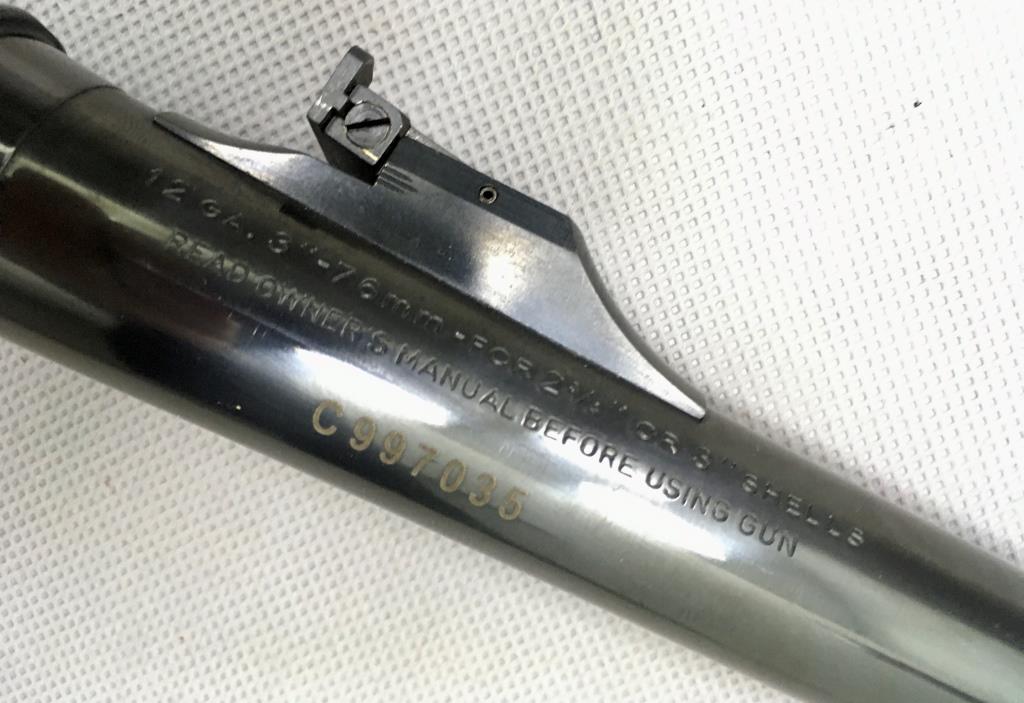 12 GA. 3"-76mm -FOR 2¾" OR 3" SHELLS
READ OWNER'S MANUAL BEFORE USING GUN
C997035